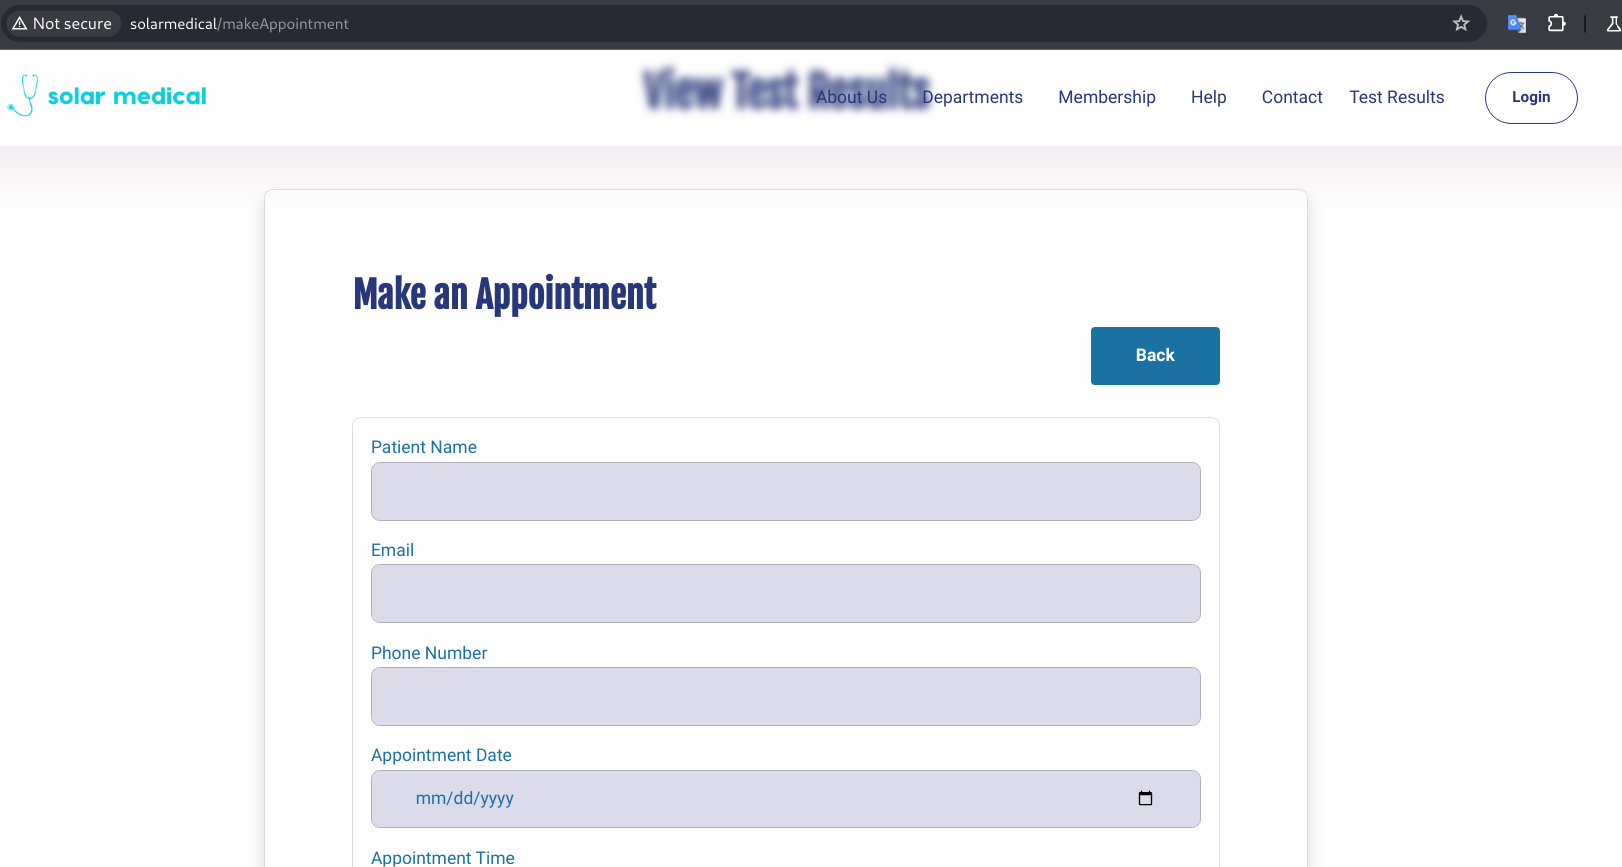 Not secure solarmedical/makeAppointment
solar medical
View Test Results
About Us Departments Membership Help Contact Test Results Login
Make an Appointment
Back
Patient Name
Email
Phone Number
Appointment Date
mm/dd/yyyy
Appointment Time